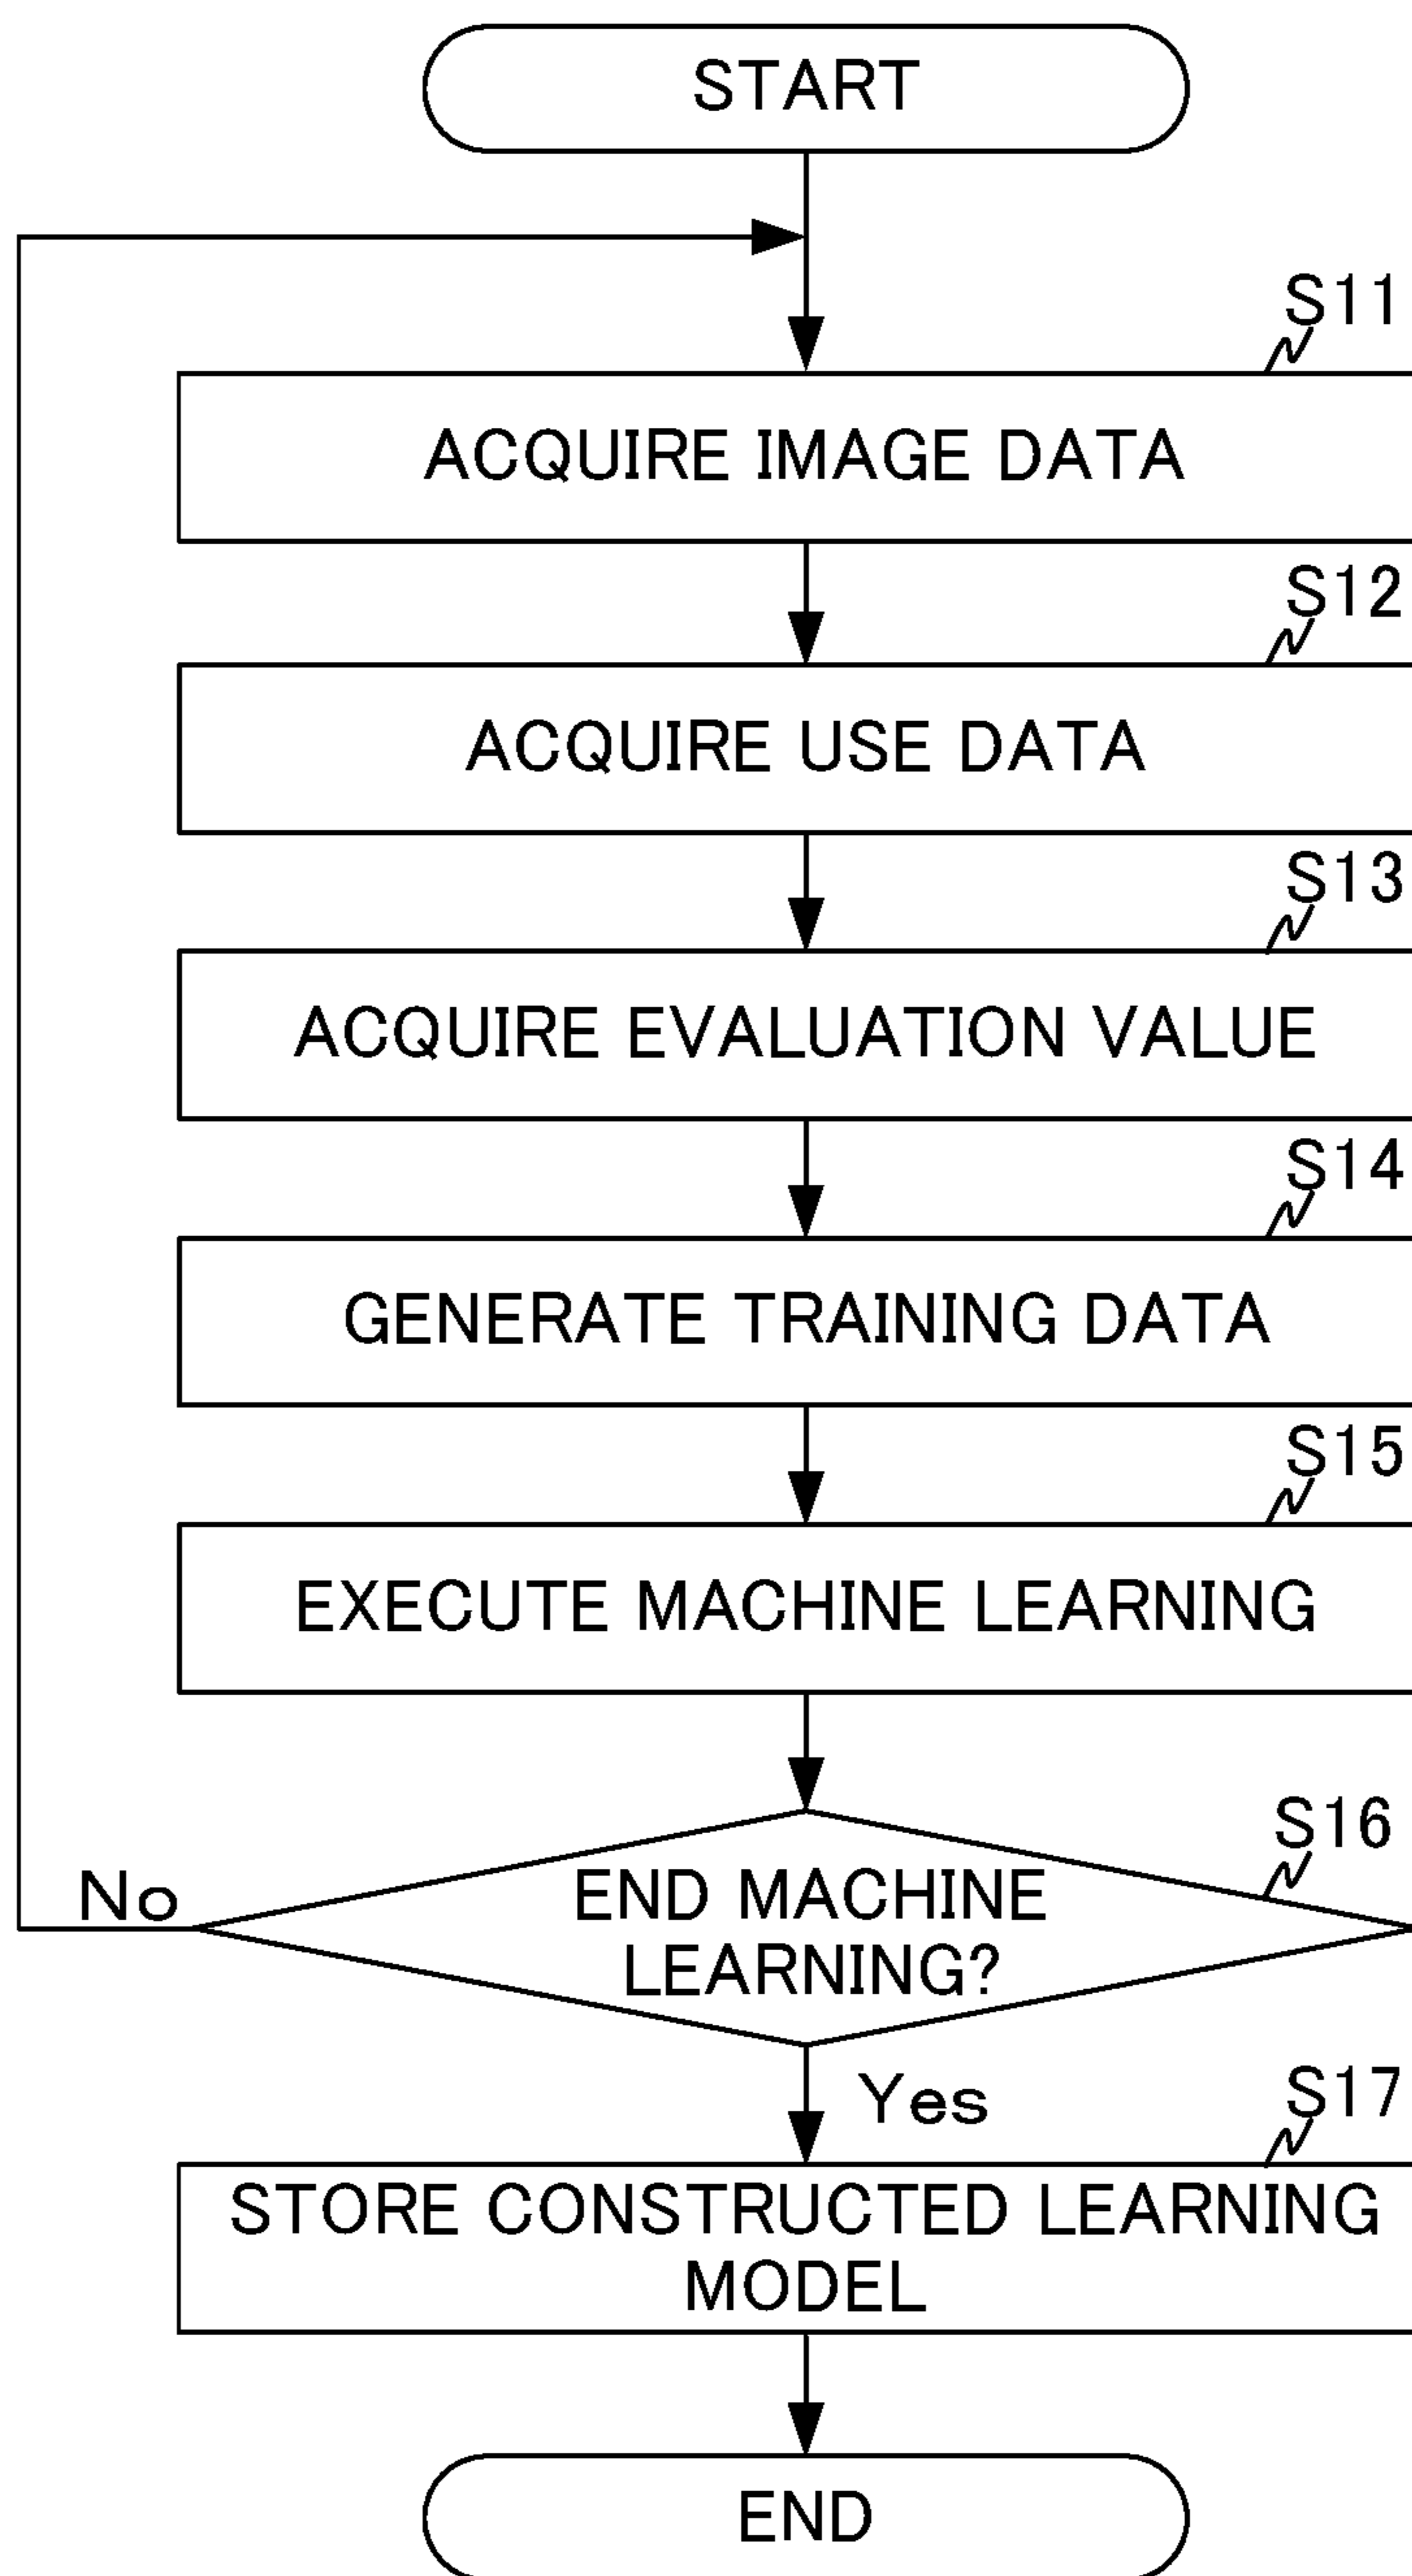 START
S11
ACQUIRE IMAGE DATA
S12
ACQUIRE USE DATA
S13
ACQUIRE EVALUATION VALUE
S14
GENERATE TRAINING DATA
S15
EXECUTE MACHINE LEARNING
S16
No
END MACHINE
LEARNING?
Yes
S17
STORE CONSTRUCTED LEARNING
MODEL
END